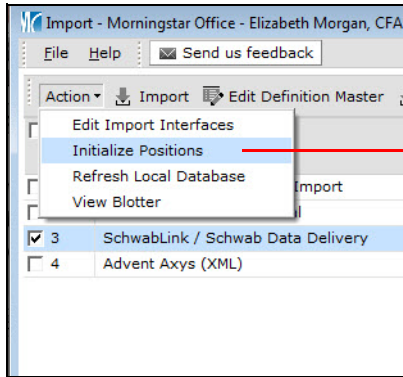 Import - Morningstar Office - Elizabeth Morgan, CFA
File Help Send us feedback
Action Import Edit Definition Master
Edit Import Interfaces
Initialize Positions
Refresh Local Database
View Blotter
Import
3 SchwabLink / Schwab Data Delivery
4 Advent Axys (XML)